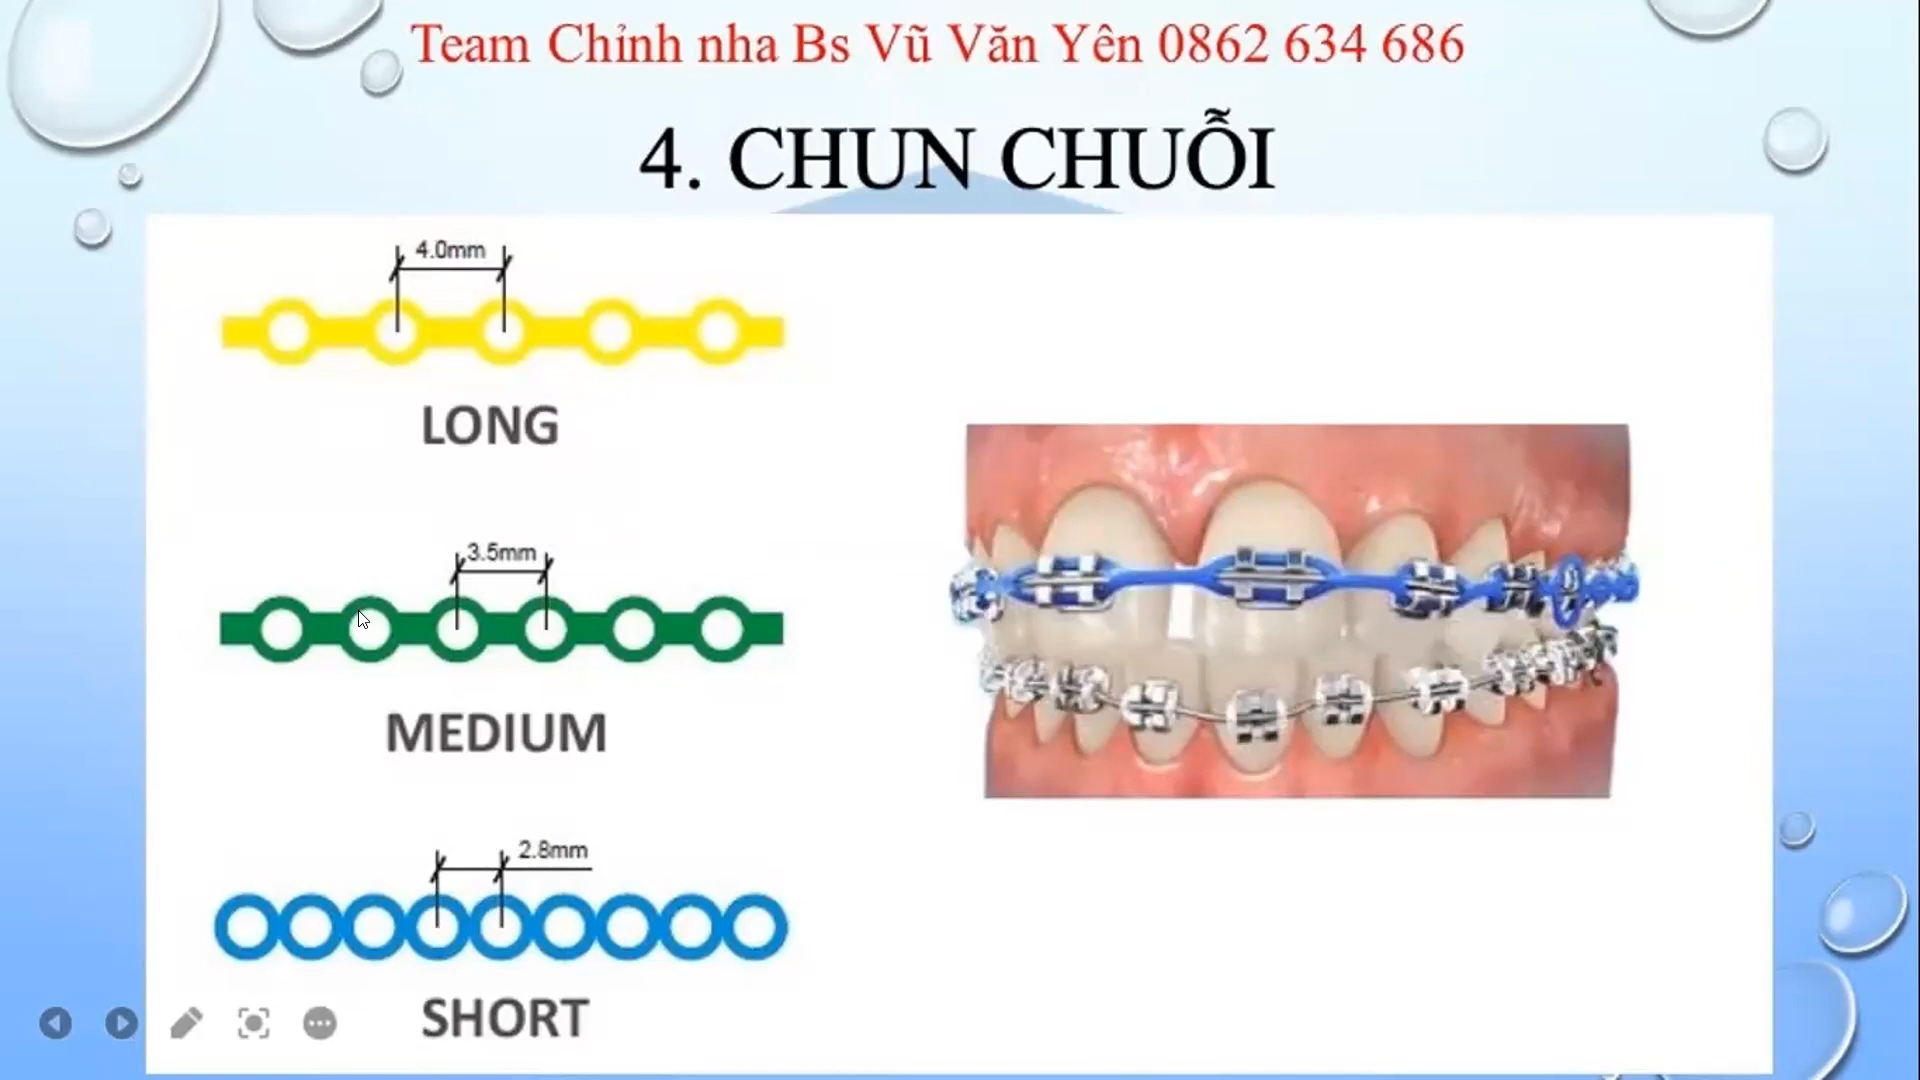 Team Chỉnh nha Bs Vũ Văn Yên 0862 634 686
4. CHUN CHUỖI
4.0mm
LONG
3.5mm
MEDIUM
2.8mm
SHORT